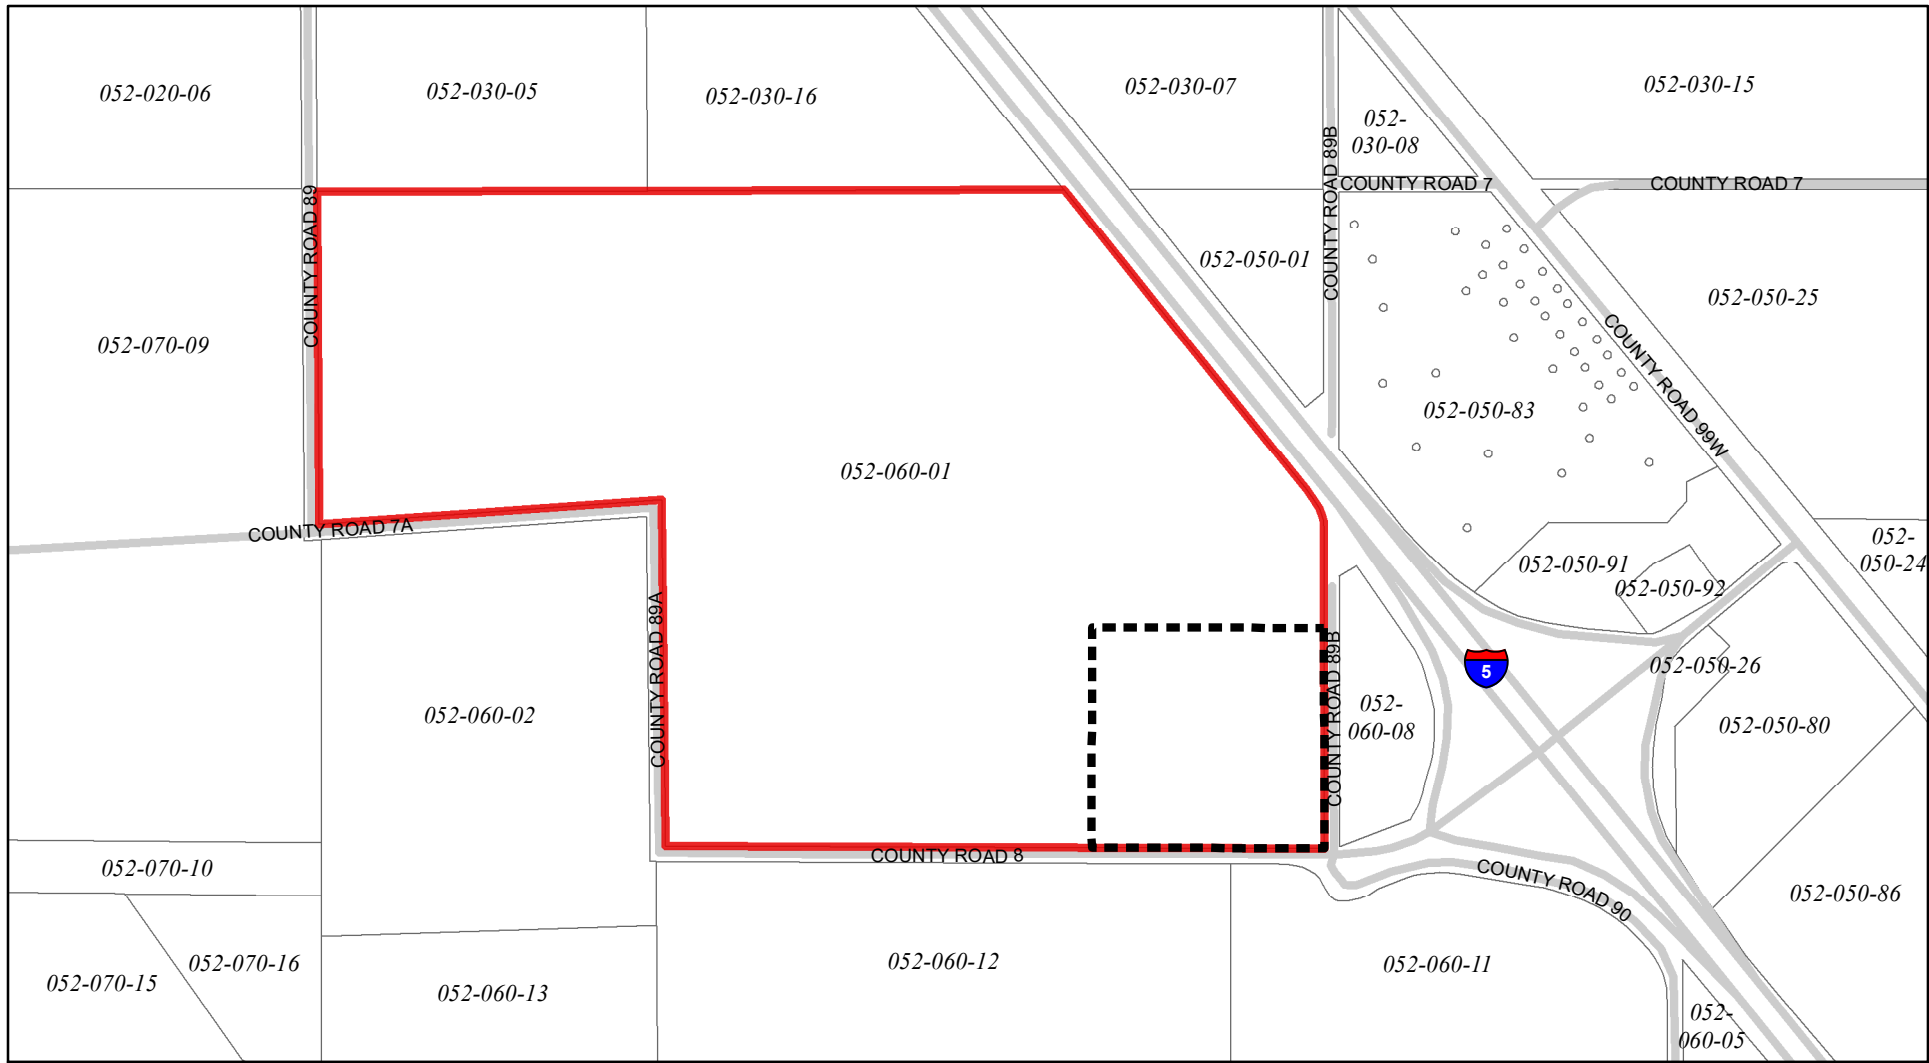 052-020-06
052-030-05
052-030-16
052-030-07
052-
030-08
052-030-15
COUNTY ROAD 89B
COUNTY ROAD 7
COUNTY ROAD 7
COUNTY ROAD 89
052-050-01
COUNTY ROAD 89B
052-050-25
052-070-09
COUNTY ROAD 99W
052-050-83
052-060-01
COUNTY ROAD 7A
052-
050-24
052-050-91
052-050-92
COUNTY ROAD 89A
COUNTY ROAD 89B
5
052-050-26
052-060-02
052-
060-08
052-050-80
COUNTY ROAD 8
052-070-10
COUNTY ROAD 90
052-050-86
052-070-16
052-060-12
052-060-11
052-070-15
052-060-13
052-
060-05